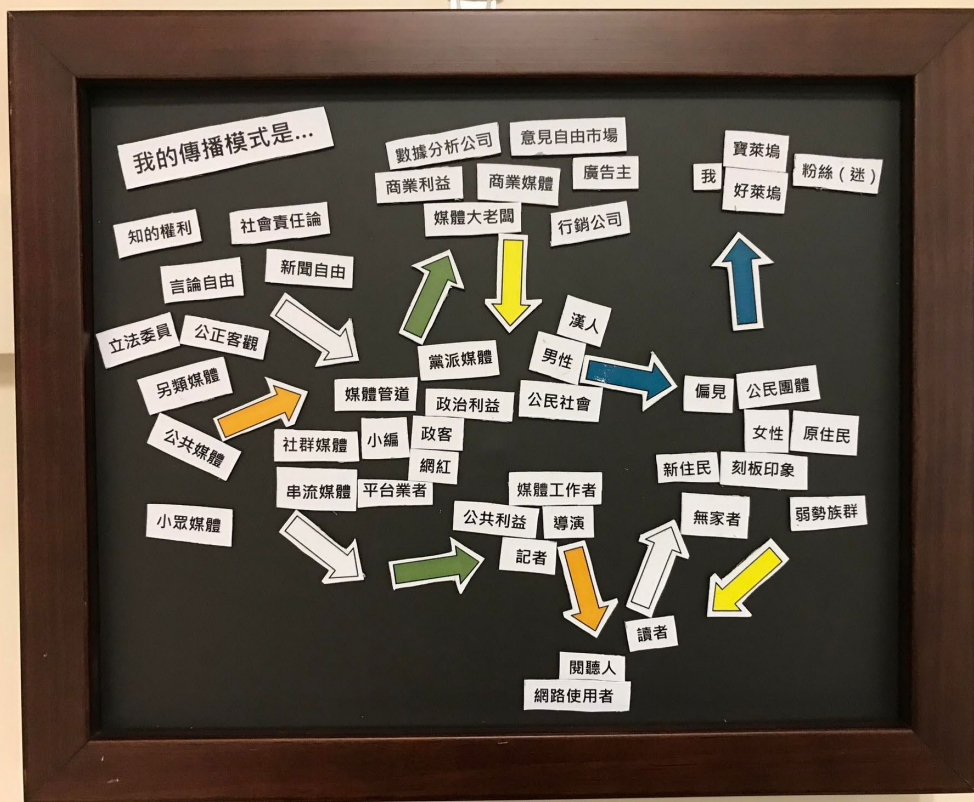 我的傳播模式是...
知的權利
社會責任論
言論自由
新聞自由
立法委員
公正客觀
另類媒體
公共媒體
小眾媒體
數據分析公司
意見自由市場
商業利益
商業媒體
廣告主
媒體大老闆
行銷公司
寶萊塢
我
好萊塢
粉絲（迷）
漢人
男性
黨派媒體
媒體管道
政治利益
公民社會
社群媒體
小編
政客
網紅
串流媒體
平台業者
偏見
公民團體
女性
原住民
新住民
刻板印象
無家者
弱勢族群
媒體工作者
公共利益
導演
記者
讀者
閱聽人
網路使用者